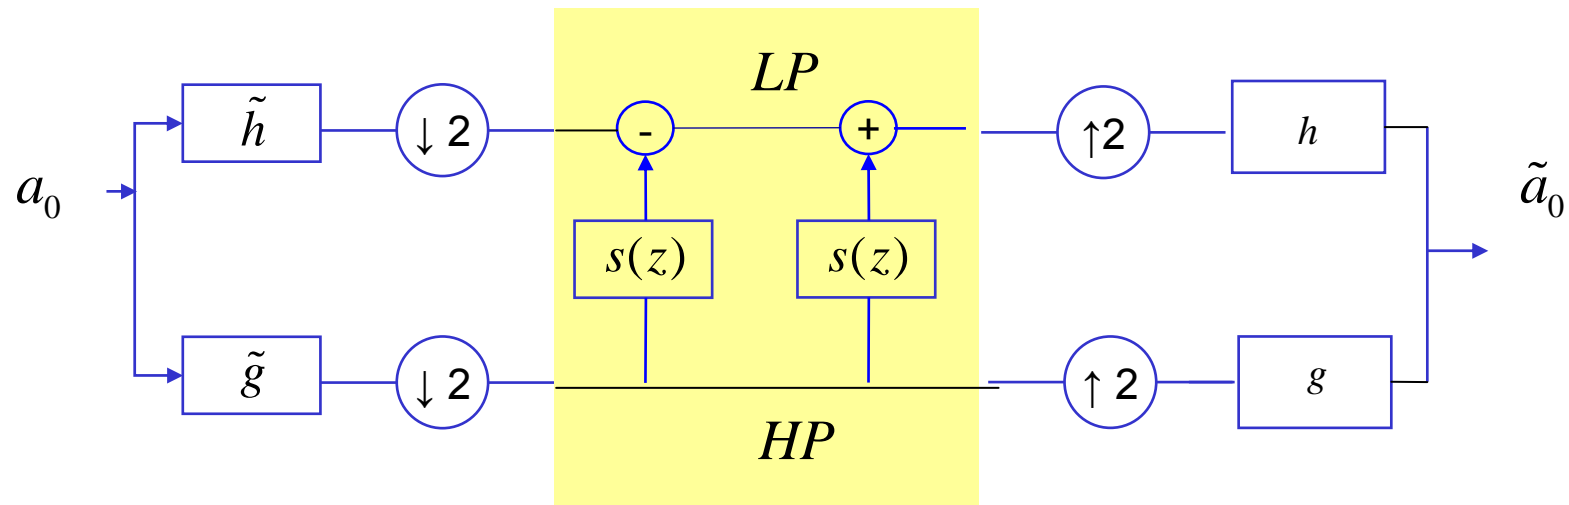 LP
h̃
↓ 2
-
+
↑2
h
a₀
ã₀
s(z)
s(z)
g̃
↓ 2
↑ 2
g
HP